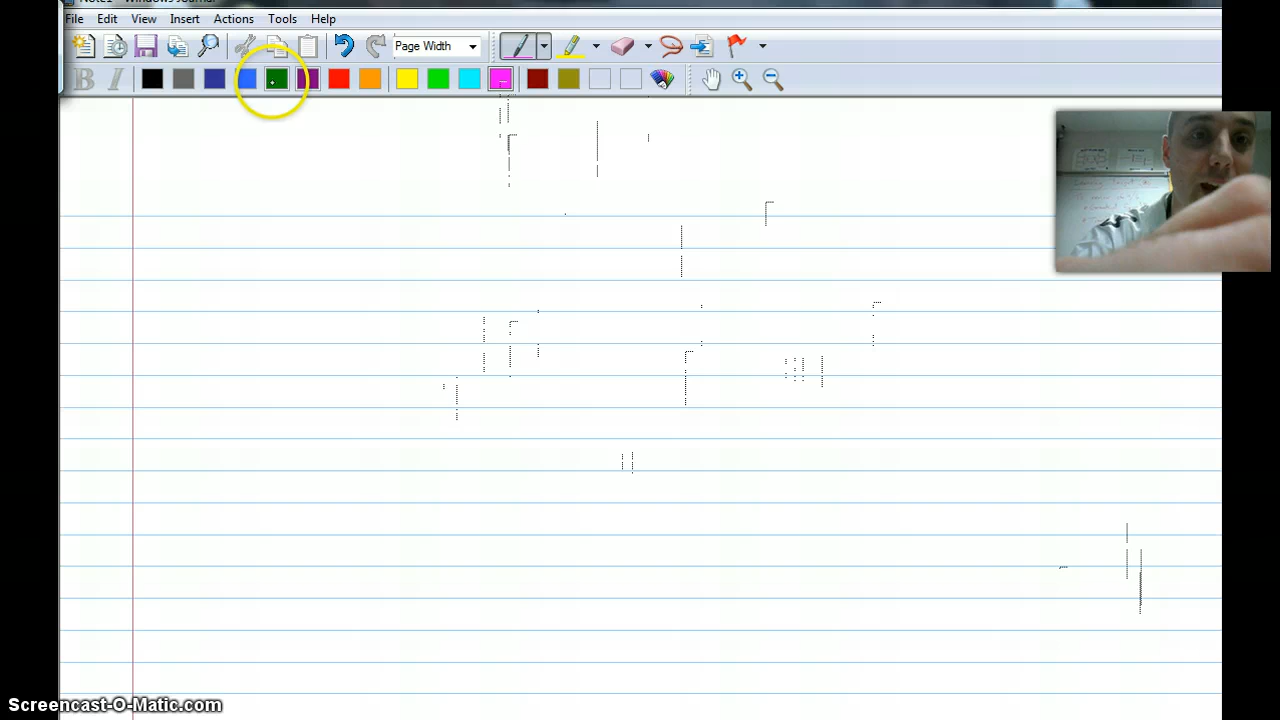 Note1 - Windows Journal
File Edit View Insert Actions Tools Help
Page Width
B I
Screencast-O-Matic.com